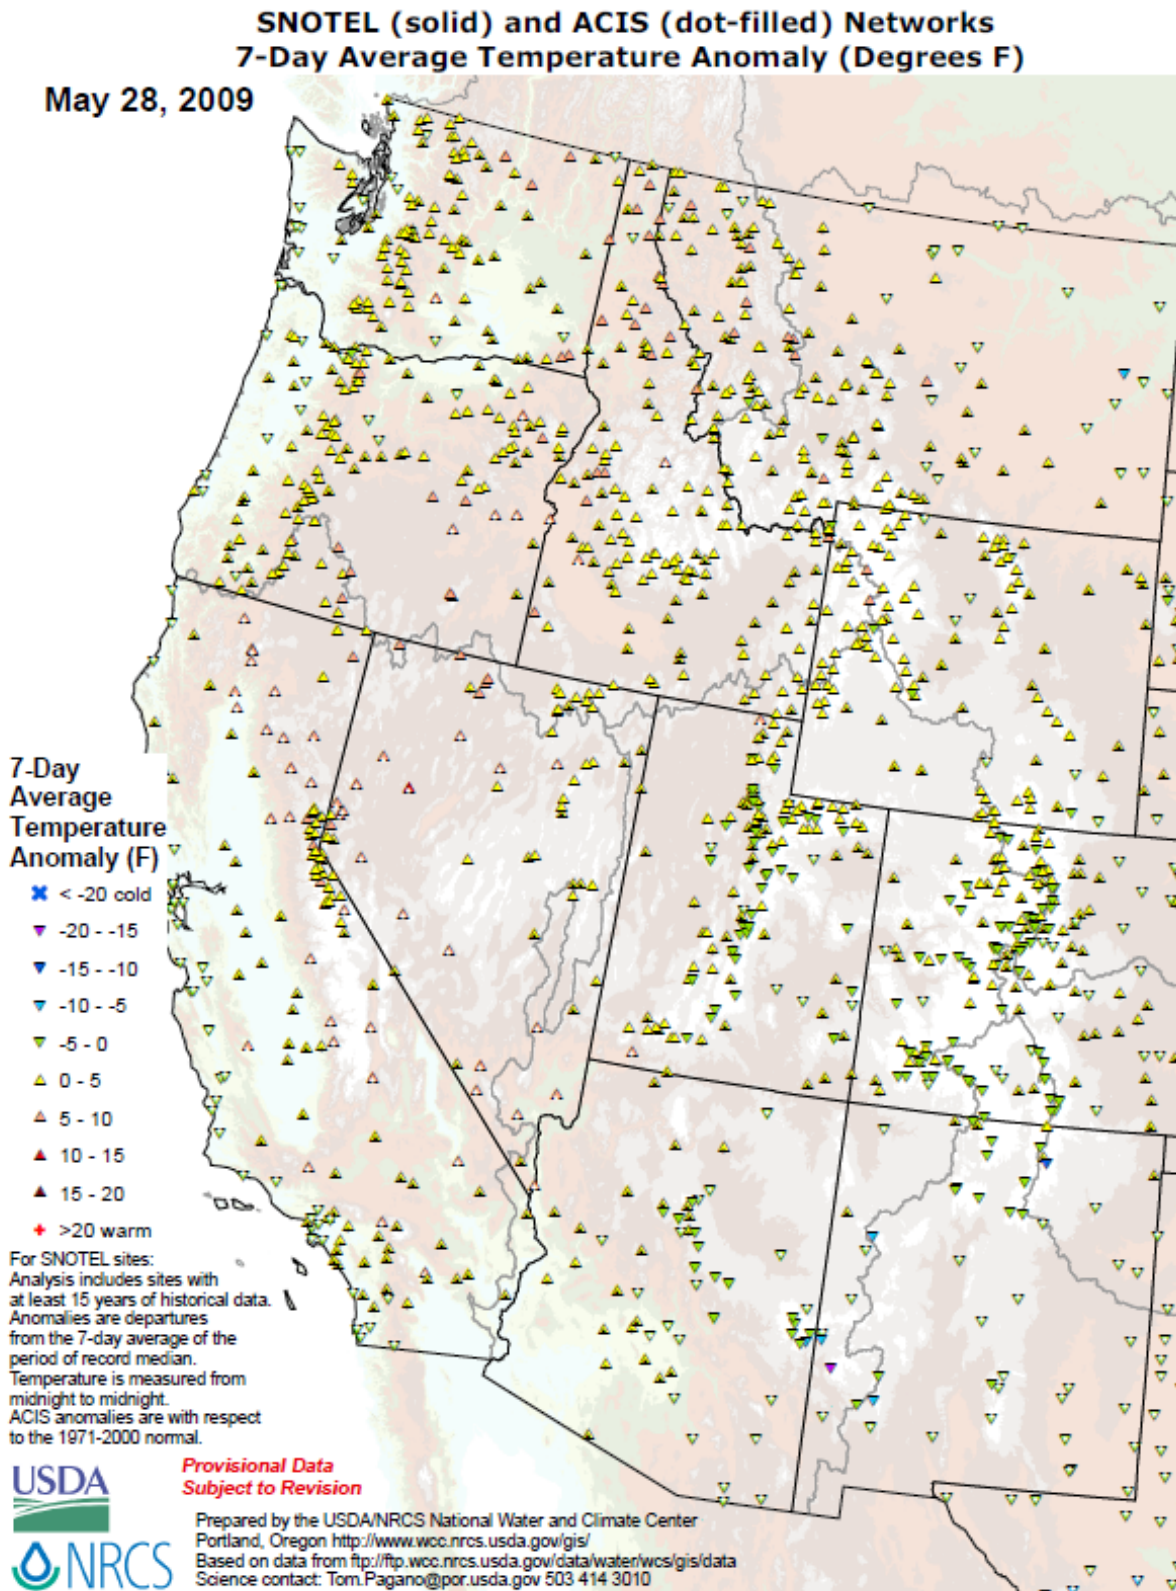 SNOTEL (solid) and ACIS (dot-filled) Networks
7-Day Average Temperature Anomaly (Degrees F)
May 28, 2009
7-Day
Average
Temperature
Anomaly (F)
< -20 cold
-20 - -15
-15 - -10
-10 - -5
-5 - 0
0 - 5
5 - 10
10 - 15
15 - 20
>20 warm
For SNOTEL sites:
Analysis includes sites with
at least 15 years of historical data.
Anomalies are departures
from the 7-day average of the
period of record median.
Temperature is measured from
midnight to midnight.
ACIS anomalies are with respect
to the 1971-2000 normal.
USDA
NRCS
Provisional Data
Subject to Revision
Prepared by the USDA/NRCS National Water and Climate Center
Portland, Oregon http://www.wcc.nrcs.usda.gov/gis/
Based on data from ftp://ftp.wcc.nrcs.usda.gov/data/water/wcs/gis/data
Science contact: Tom.Pagano@por.usda.gov 503 414 3010